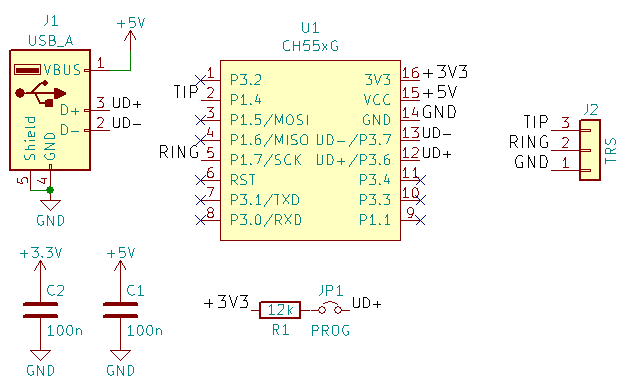 J1
USB_A
+5V
VBUS 1
D+ 3 UD+
D- 2 UD-
Shield
GND
5
4
GND
U1
CH55xG
1 P3.2
TIP 2 P1.4
3 P1.5/MOSI
4 P1.6/MISO
RING 5 P1.7/SCK
6 RST
7 P3.1/TXD
8 P3.0/RXD
3V3 16 +3V3
VCC 15 +5V
GND 14 GND
UD-/P3.7 13 UD-
UD+/P3.6 12 UD+
P3.4 11
P3.3 10
P1.1 9
J2
TIP 3
RING 2
GND 1
TRS
+3.3V
C2
100n
GND
+5V
C1
100n
GND
+3V3
12k
R1
JP1
PROG
UD+